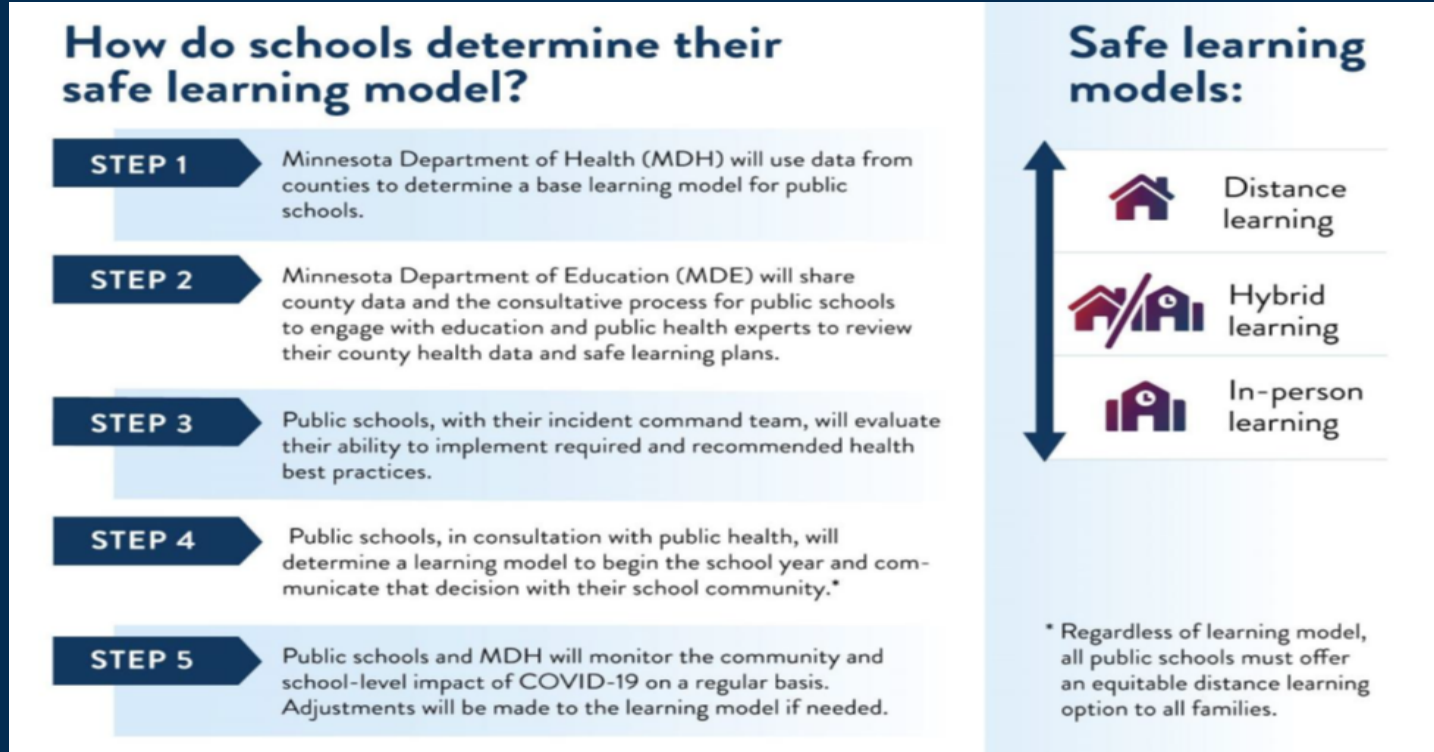 How do schools determine their
safe learning model?
STEP 1
Minnesota Department of Health (MDH) will use data from
counties to determine a base learning model for public
schools.
STEP 2
Minnesota Department of Education (MDE) will share
county data and the consultative process for public schools
to engage with education and public health experts to review
their county health data and safe learning plans.
STEP 3
Public schools, with their incident command team, will evaluate
their ability to implement required and recommended health
best practices.
STEP 4
Public schools, in consultation with public health, will
determine a learning model to begin the school year and com-
municate that decision with their school community.*
STEP 5
Public schools and MDH will monitor the community and
school-level impact of COVID-19 on a regular basis.
Adjustments will be made to the learning model if needed.
Safe learning
models:
Distance
learning
Hybrid
learning
In-person
learning
* Regardless of learning model,
all public schools must offer
an equitable distance learning
option to all families.